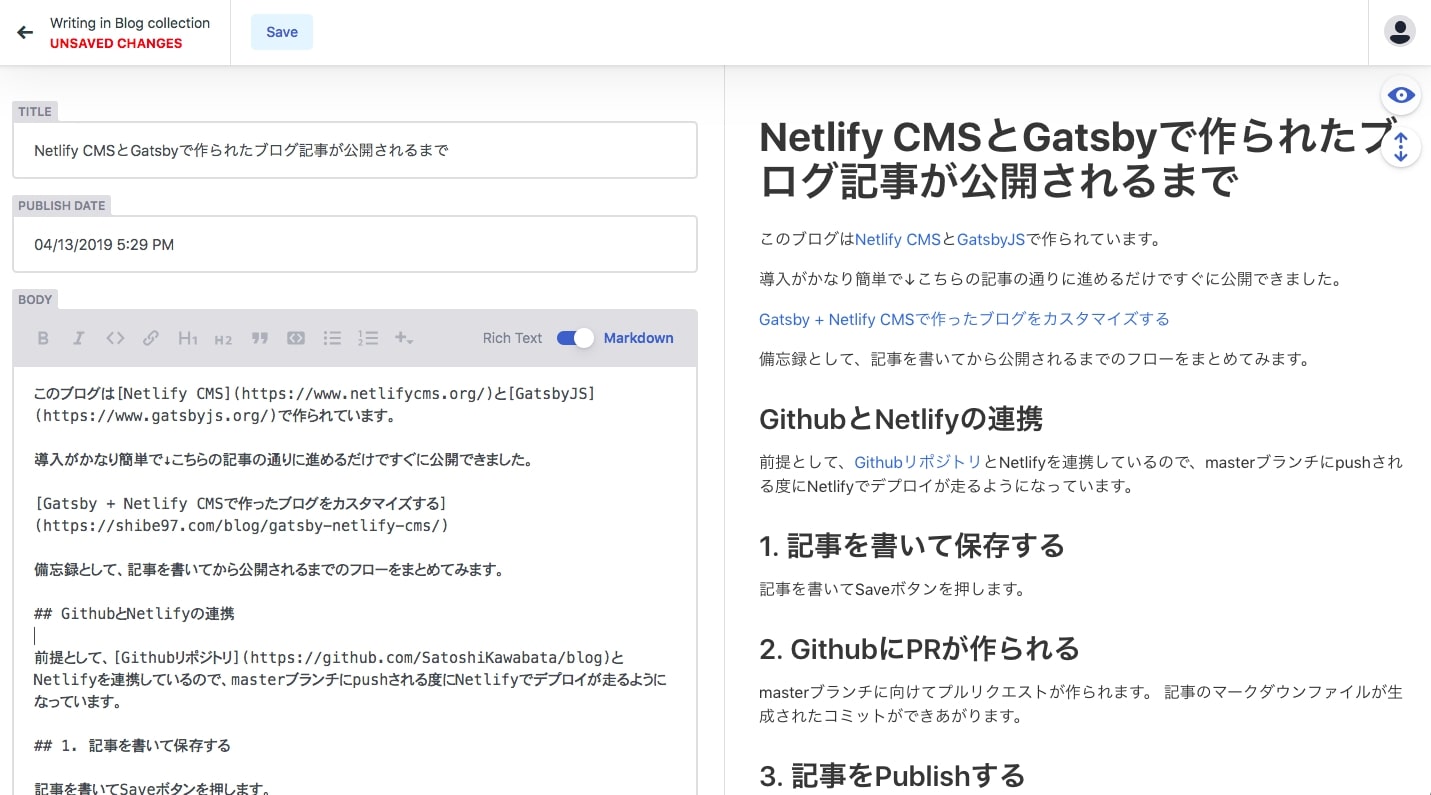 Writing in Blog collection
UNSAVED CHANGES
Save
TITLE
Netlify CMSとGatsbyで作られたブログ記事が公開されるまで
PUBLISH DATE
04/13/2019 5:29 PM
BODY
B I <> H1 H2 Rich Text Markdown
このブログは[Netlify CMS](https://www.netlifycms.org/)と[GatsbyJS]
(https://www.gatsbyjs.org/)で作られています。
導入がかなり簡単で↓こちらの記事の通りに進めるだけですぐに公開できました。
[Gatsby + Netlify CMSで作ったブログをカスタマイズする]
(https://shibe97.com/blog/gatsby-netlify-cms/)
備忘録として、記事を書いてから公開されるまでのフローをまとめてみます。
## GithubとNetlifyの連携
前提として、[Githubリポジトリ](https://github.com/SatoshiKawabata/blog)と
Netlifyを連携しているので、masterブランチにpushされる度にNetlifyでデプロイが走るように
なっています。
## 1. 記事を書いて保存する
記事を書いてSaveボタンを押します。
Netlify CMSとGatsbyで作られたブ
ログ記事が公開されるまで
このブログはNetlify CMSとGatsbyJSで作られています。
導入がかなり簡単で↓こちらの記事の通りに進めるだけですぐに公開できました。
Gatsby + Netlify CMSで作ったブログをカスタマイズする
備忘録として、記事を書いてから公開されるまでのフローをまとめてみます。
GithubとNetlifyの連携
前提として、GithubリポジトリとNetlifyを連携しているので、masterブランチにpushされ
る度にNetlifyでデプロイが走るようになっています。
1. 記事を書いて保存する
記事を書いてSaveボタンを押します。
2. GithubにPRが作られる
masterブランチに向けてプルリクエストが作られます。 記事のマークダウンファイルが生
成されたコミットができあがります。
3. 記事をPublishする